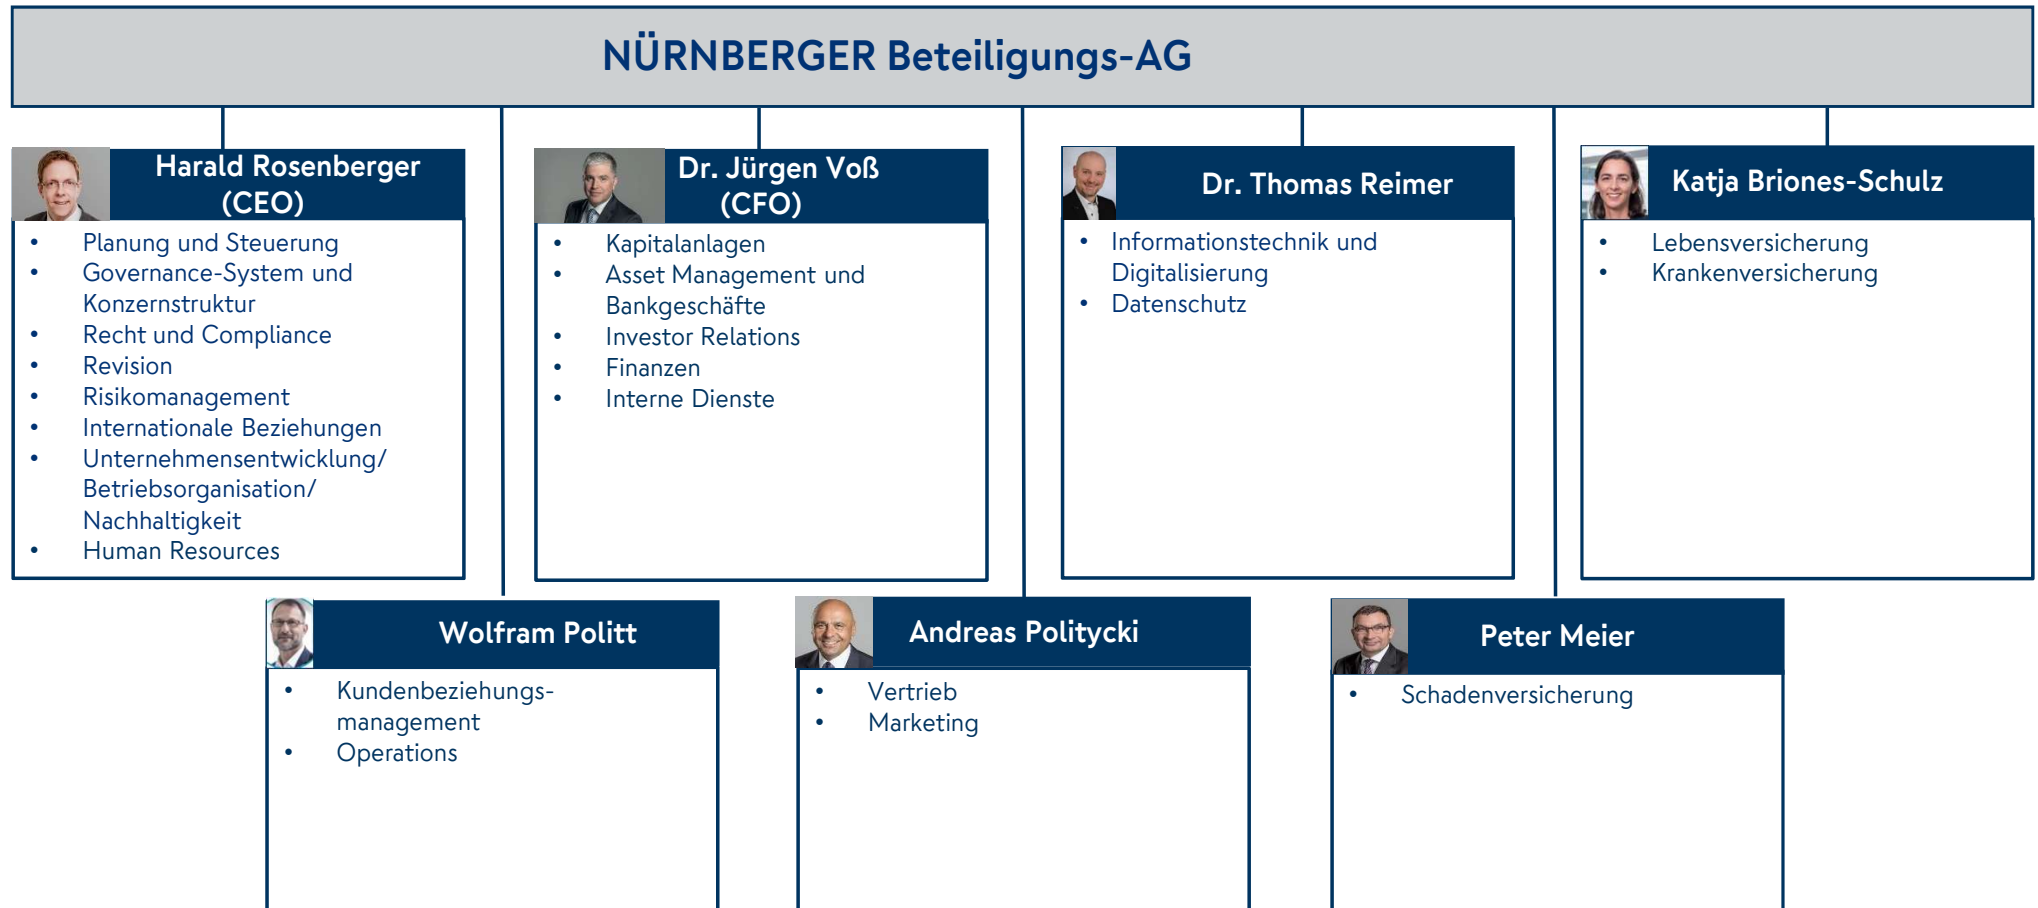 NÜRNBERGER Beteiligungs-AG
Harald Rosenberger
(CEO)
• Planung und Steuerung
• Governance-System und
Konzernstruktur
• Recht und Compliance
• Revision
• Risikomanagement
• Internationale Beziehungen
• Unternehmensentwicklung/
Betriebsorganisation/
Nachhaltigkeit
• Human Resources
Dr. Jürgen Voß
(CFO)
• Kapitalanlagen
• Asset Management und
Bankgeschäfte
• Investor Relations
• Finanzen
• Interne Dienste
Dr. Thomas Reimer
• Informationstechnik und
Digitalisierung
• Datenschutz
Katja Briones-Schulz
• Lebensversicherung
• Krankenversicherung
Wolfram Politt
• Kundenbeziehungs-
management
• Operations
Andreas Politycki
• Vertrieb
• Marketing
Peter Meier
• Schadenversicherung